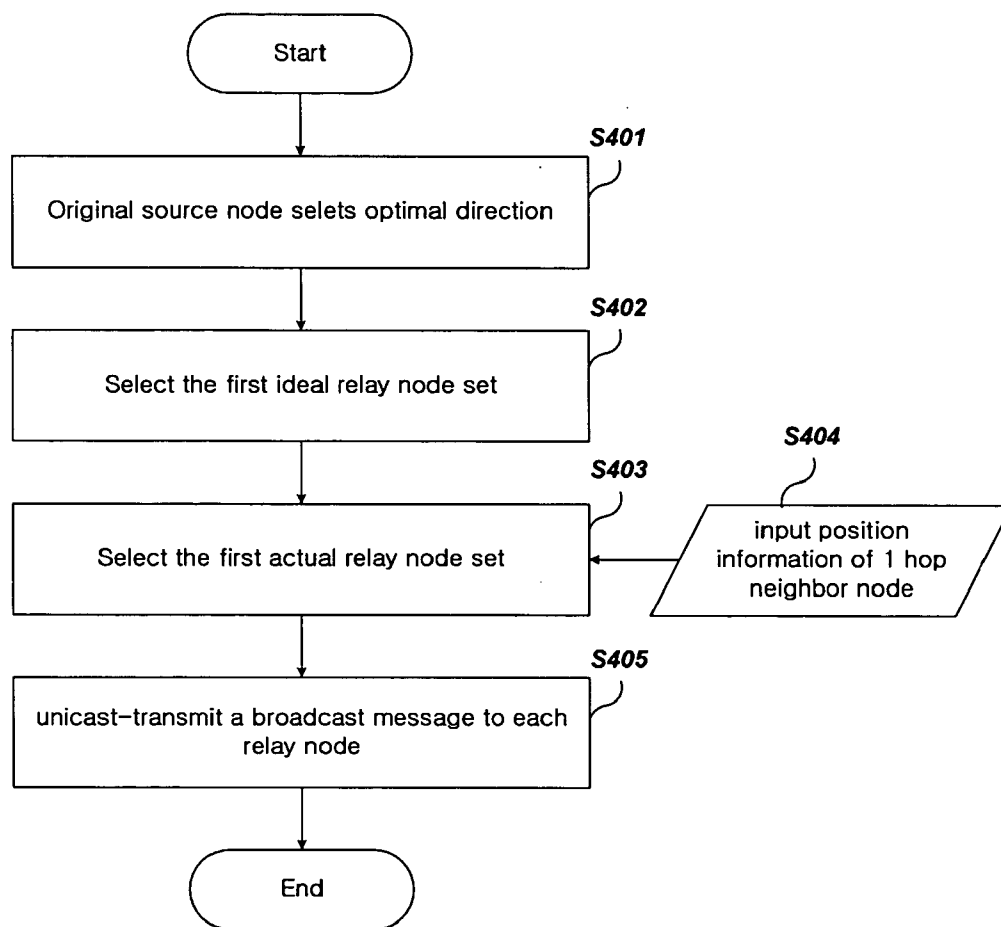 Start
S401
Original source node selets optimal direction
S402
Select the first ideal relay node set
S404
S403
Select the first actual relay node set
input position
information of 1 hop
neighbor node
S405
unicast-transmit a broadcast message to each
relay node
End